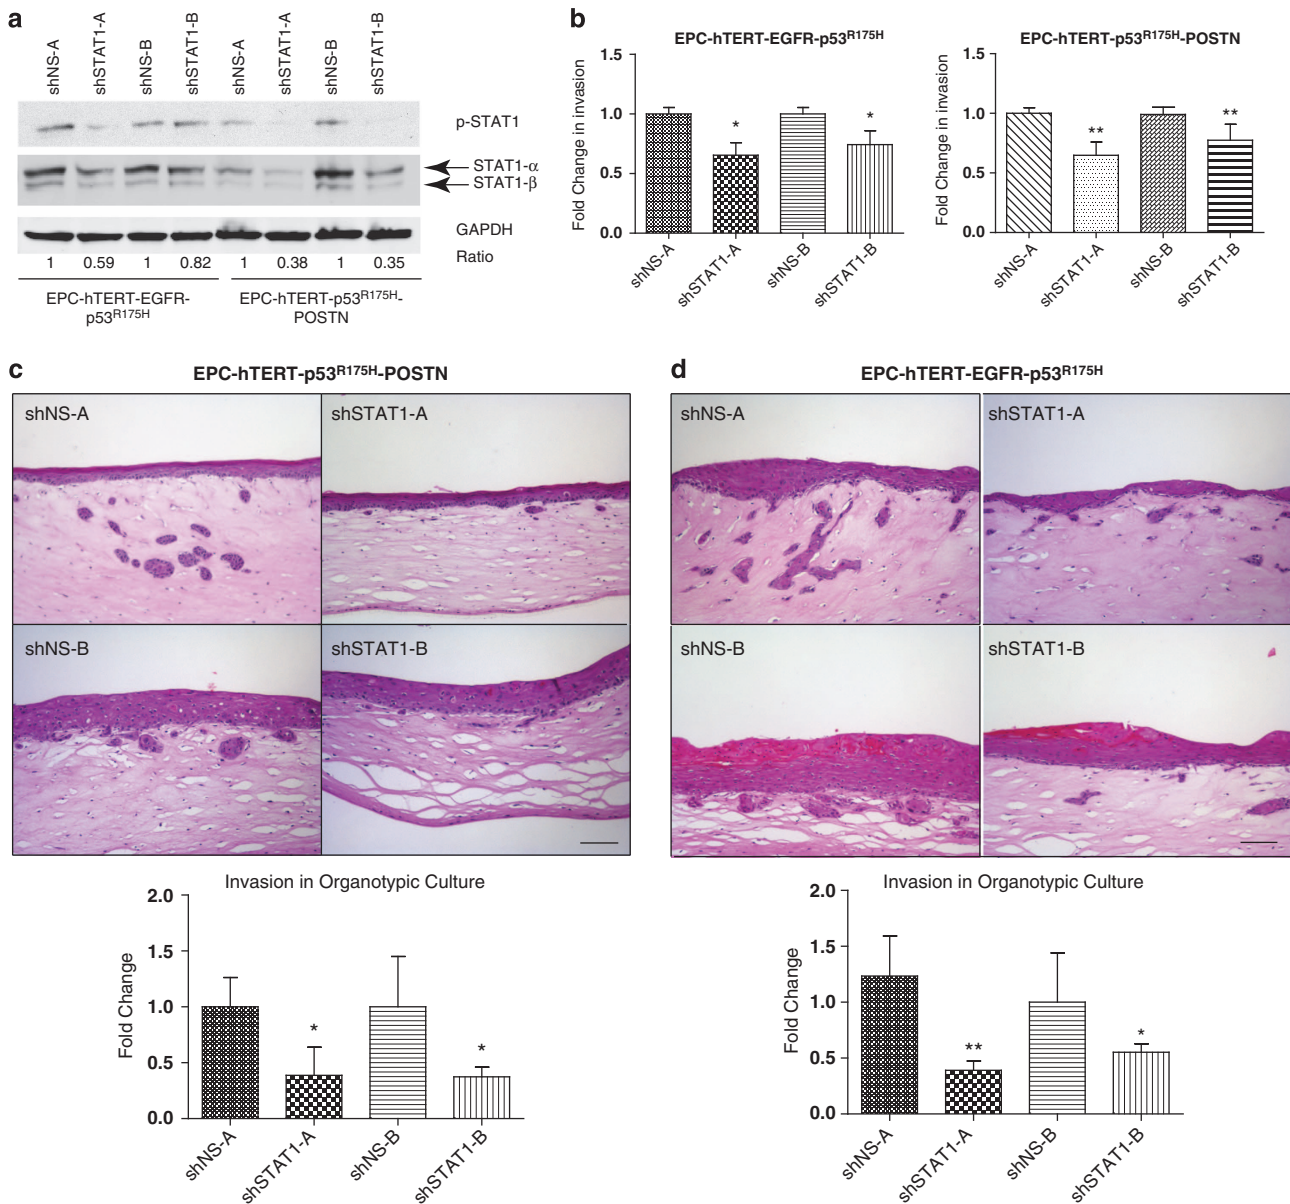 a
shNS-A
shSTAT1-A
shNS-B
shSTAT1-B
shNS-A
shSTAT1-A
shNS-B
shSTAT1-B
p-STAT1
STAT1-α
STAT1-β
GAPDH
1 0.59 1 0.82 1 0.38 1 0.35 Ratio
EPC-hTERT-EGFR-
p53R175H
EPC-hTERT-p53R175H-
POSTN
b
EPC-hTERT-EGFR-p53R175H
Fold Change in invasion
1.5
1.0
0.5
0.0
*
*
shNS-A
shSTAT1-A
shNS-B
shSTAT1-B
EPC-hTERT-p53R175H-POSTN
Fold Change in invasion
1.5
1.0
0.5
0.0
**
**
shNS-A
shSTAT1-A
shNS-B
shSTAT1-B
c
EPC-hTERT-p53R175H-POSTN
shNS-A
shSTAT1-A
shNS-B
shSTAT1-B
Invasion in Organotypic Culture
Fold Change
2.0
1.5
1.0
0.5
0.0
*
*
shNS-A
shSTAT1-A
shNS-B
shSTAT1-B
d
EPC-hTERT-EGFR-p53R175H
shNS-A
shSTAT1-A
shNS-B
shSTAT1-B
Invasion in Organotypic Culture
Fold Change
2.0
1.5
1.0
0.5
0.0
**
*
shNS-A
shSTAT1-A
shNS-B
shSTAT1-B